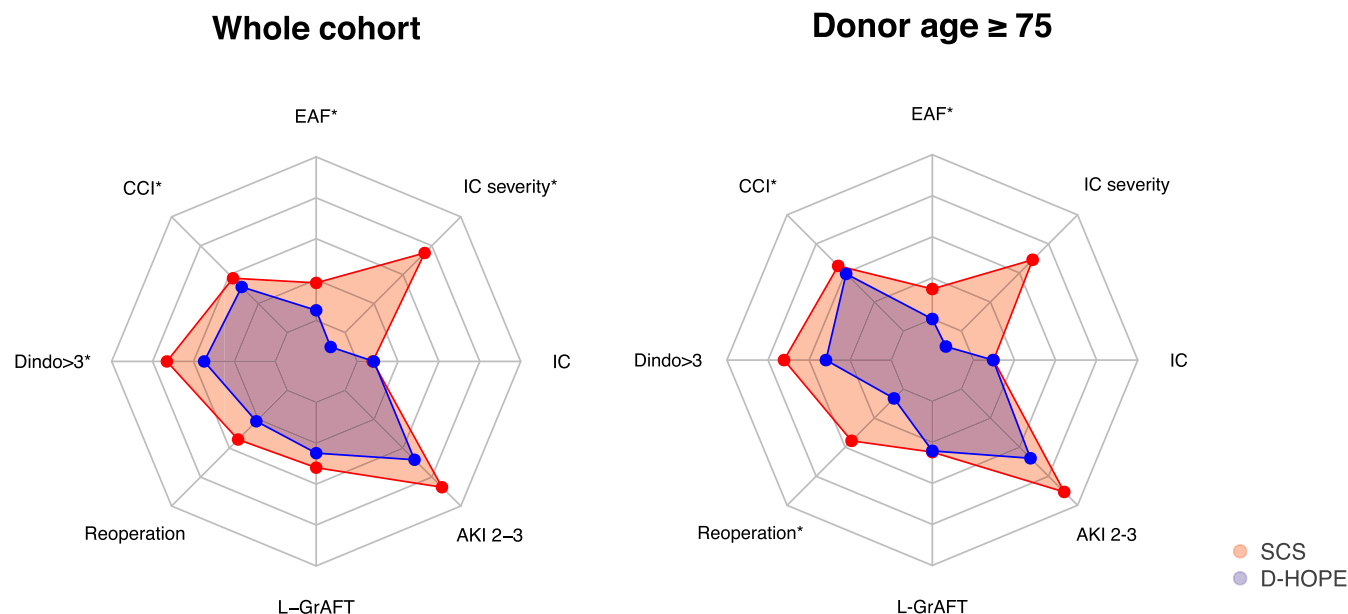 Whole cohort
EAF*
CCI*
IC severity*
Dindo>3*
IC
Reoperation
AKI 2–3
L–GrAFT
Donor age ≥ 75
EAF*
CCI*
IC severity
Dindo>3
IC
Reoperation*
AKI 2-3
L-GrAFT
SCS
D-HOPE